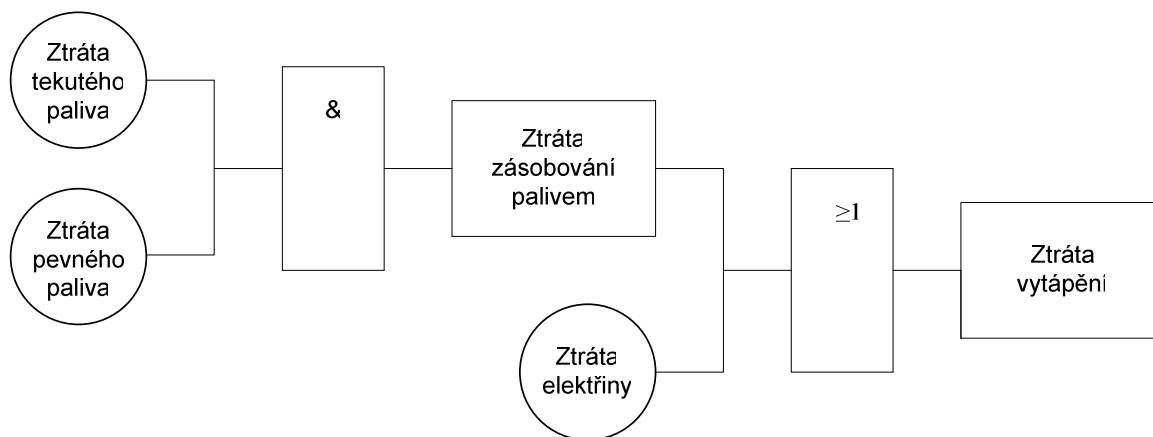 Ztráta
tekutého
paliva
&
Ztráta
zásobování
palivem
Ztráta
pevného
paliva
≥1
Ztráta
vytápění
Ztráta
elektřiny